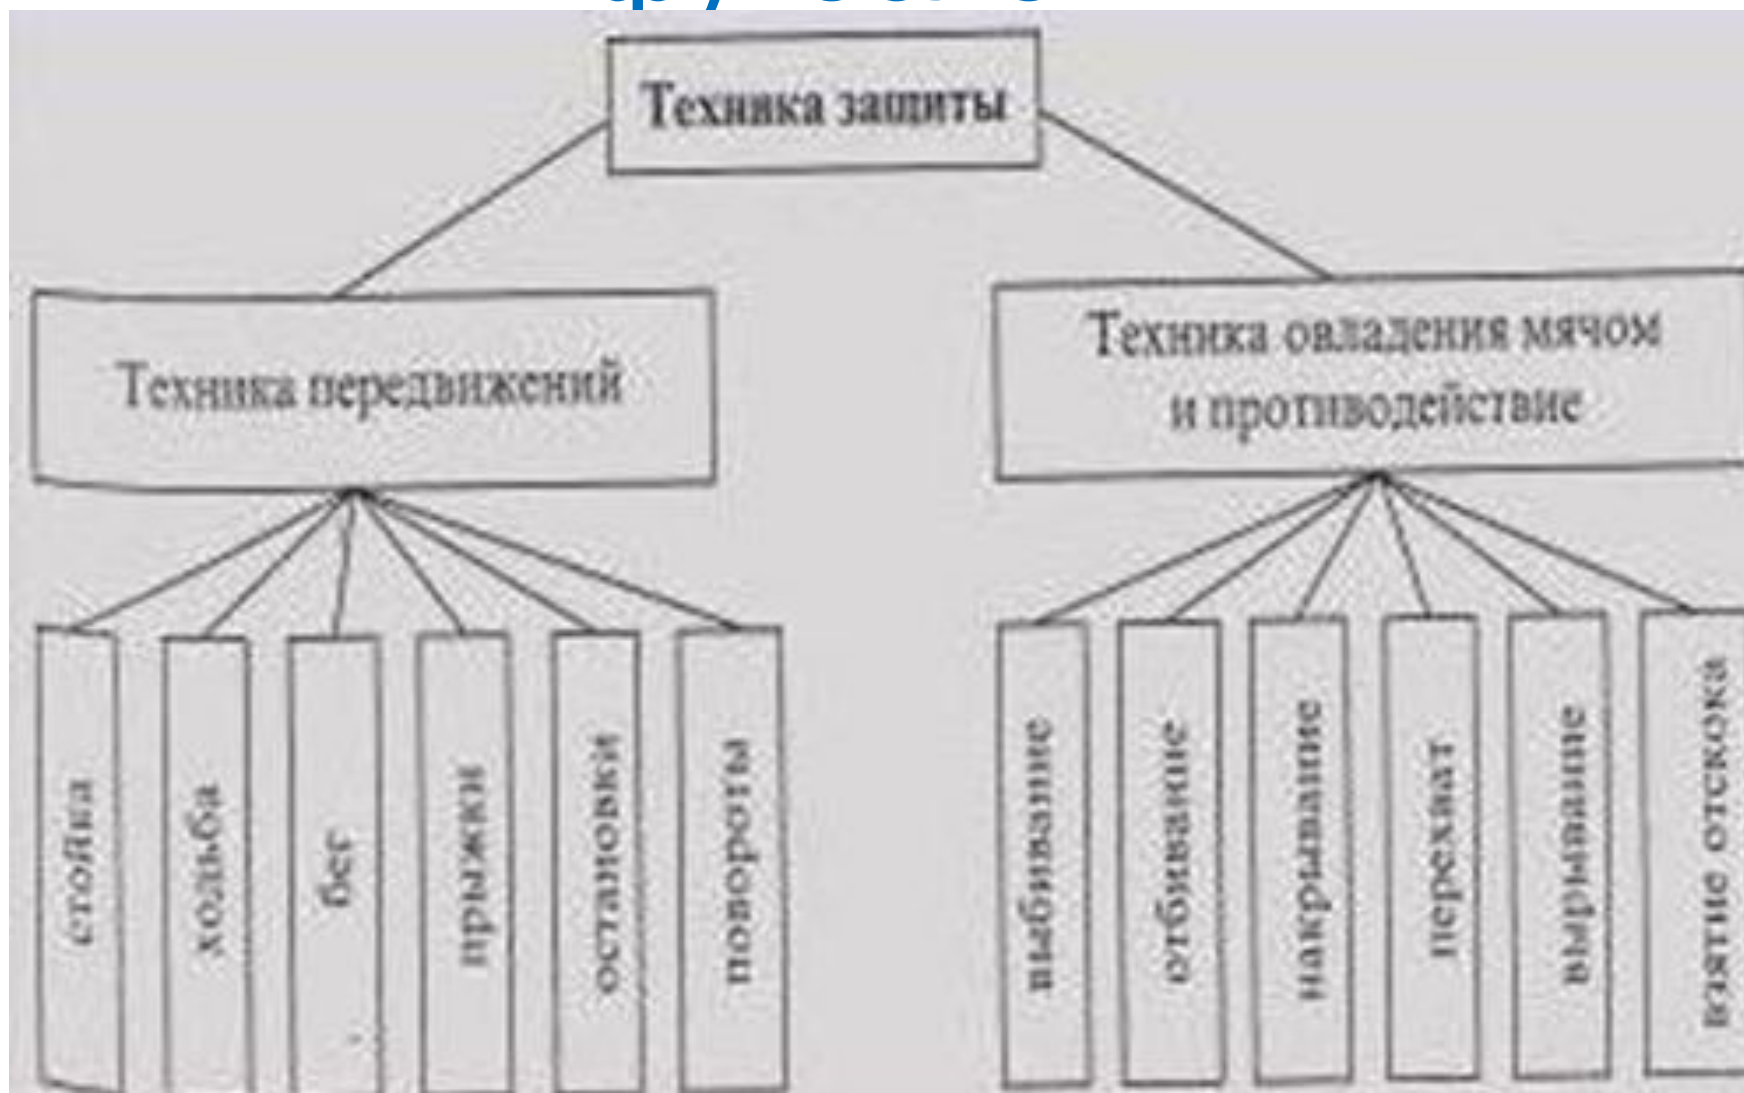 Техника защиты
Техника передвижений
Техника овладения мячом
и противодействие
стойка
ходьба
бег
прыжки
остановки
повороты
выбивание
отбивание
накрывание
перехват
вырывание
взятие отскока